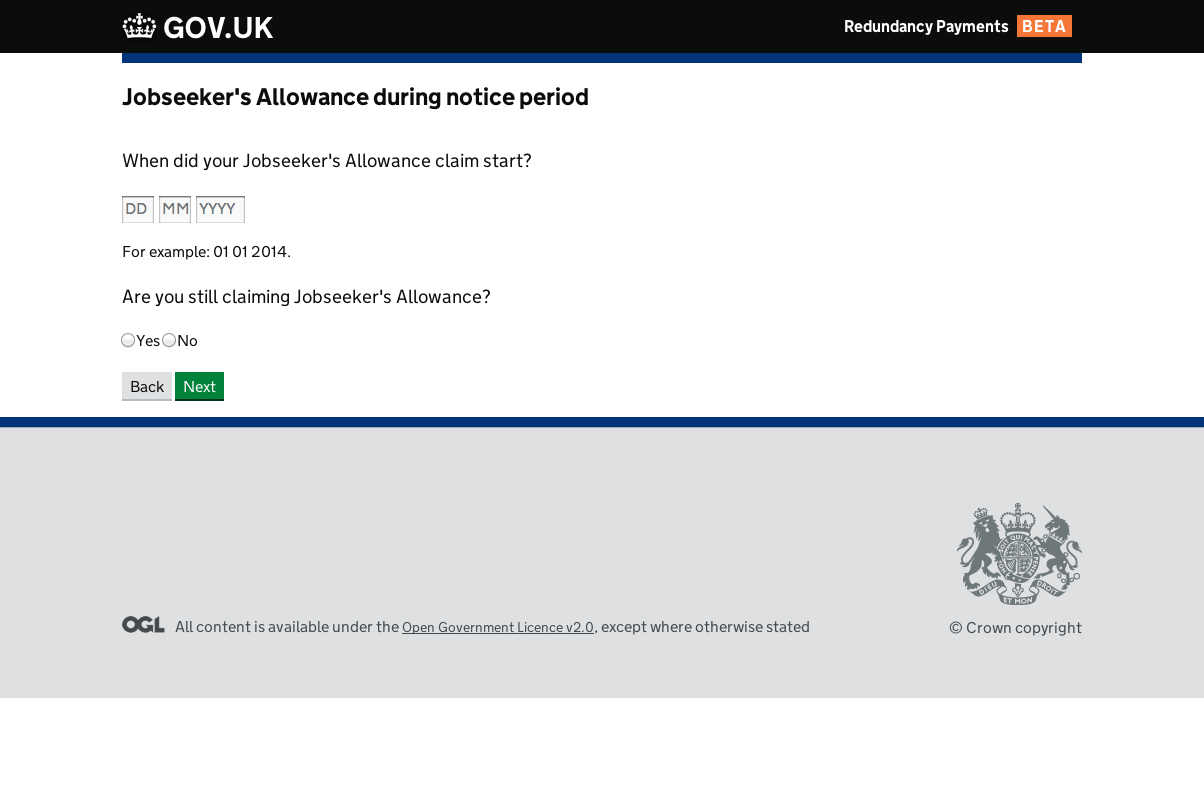 GOV.UK
Redundancy Payments BETA
Jobseeker's Allowance during notice period
When did your Jobseeker's Allowance claim start?
DD MM YYYY
For example: 01 01 2014.
Are you still claiming Jobseeker's Allowance?
Yes No
Back Next
OGL All content is available under the Open Government Licence v2.0, except where otherwise stated
DIEU ET MON DROIT
© Crown copyright